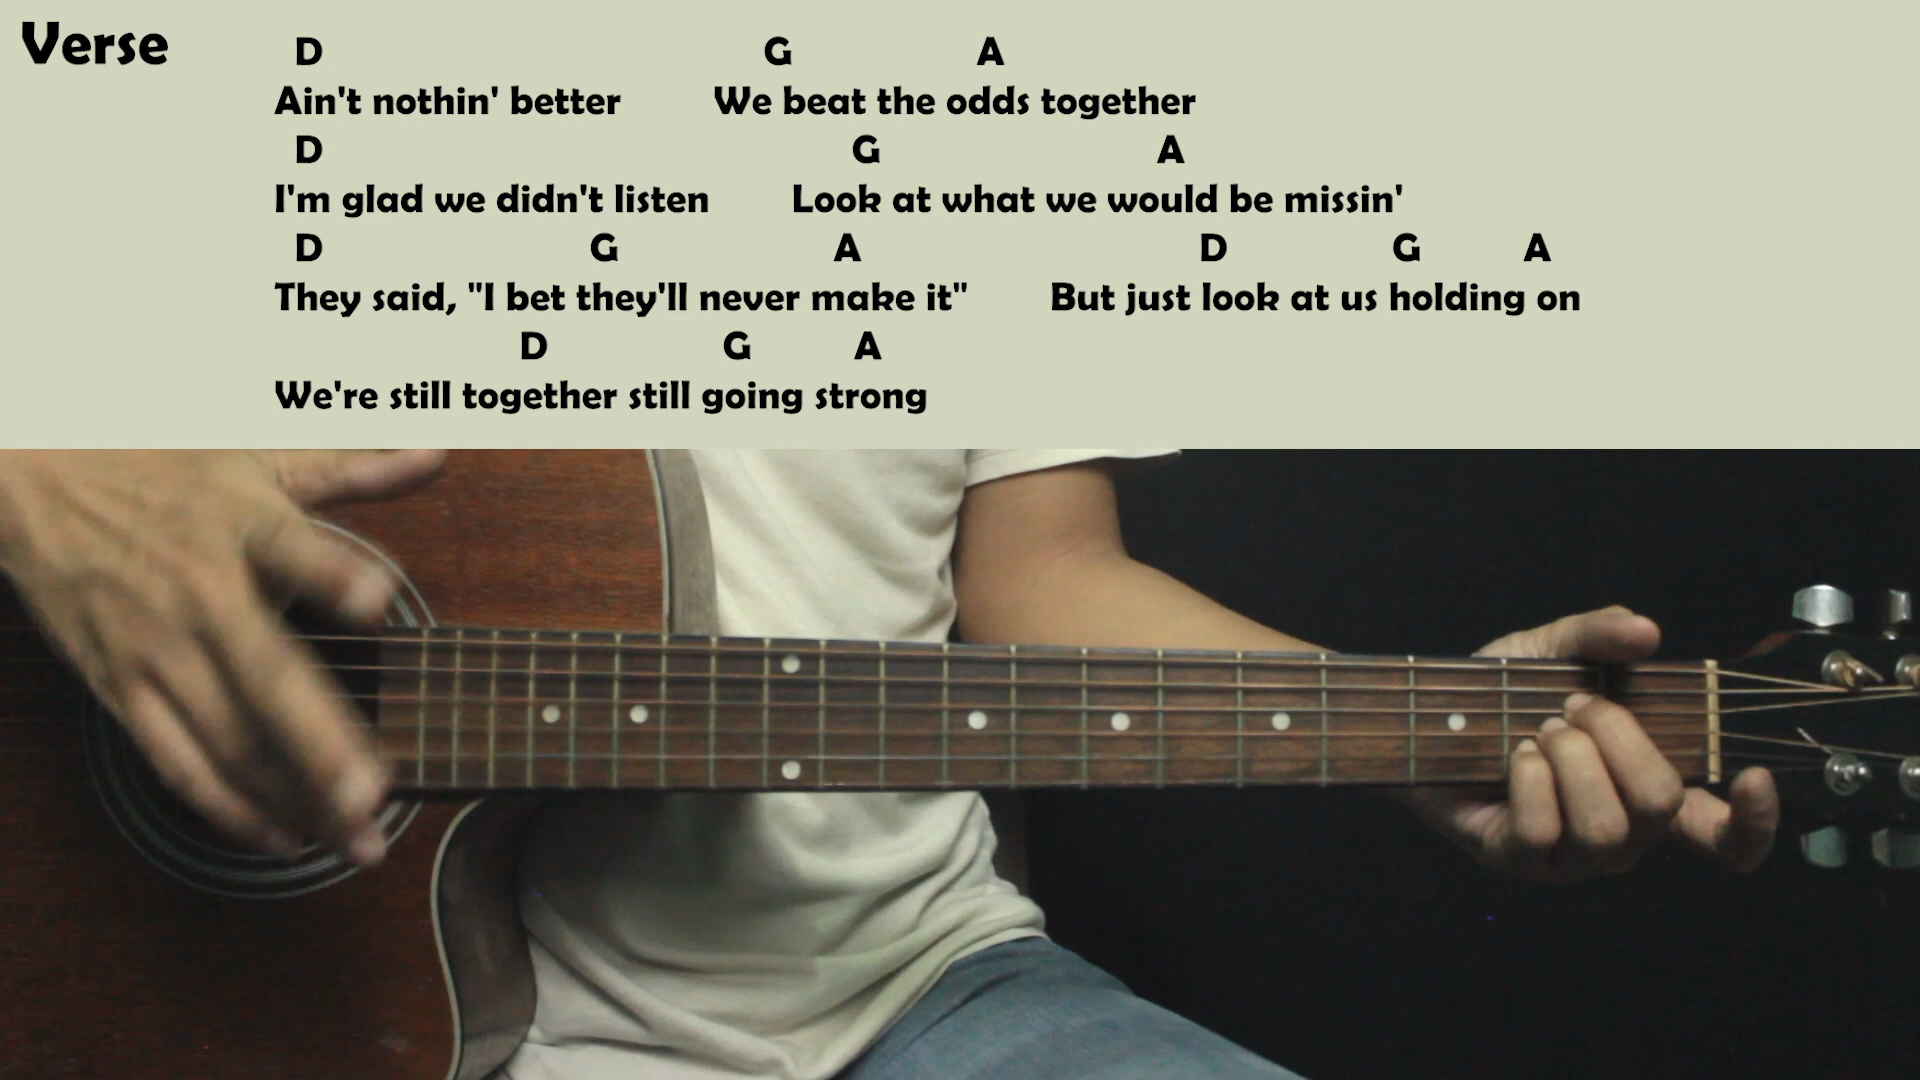 Verse
D G A
Ain't nothin' better We beat the odds together
D G A
I'm glad we didn't listen Look at what we would be missin'
D G A D G A
They said, "I bet they'll never make it" But just look at us holding on
D G A
We're still together still going strong